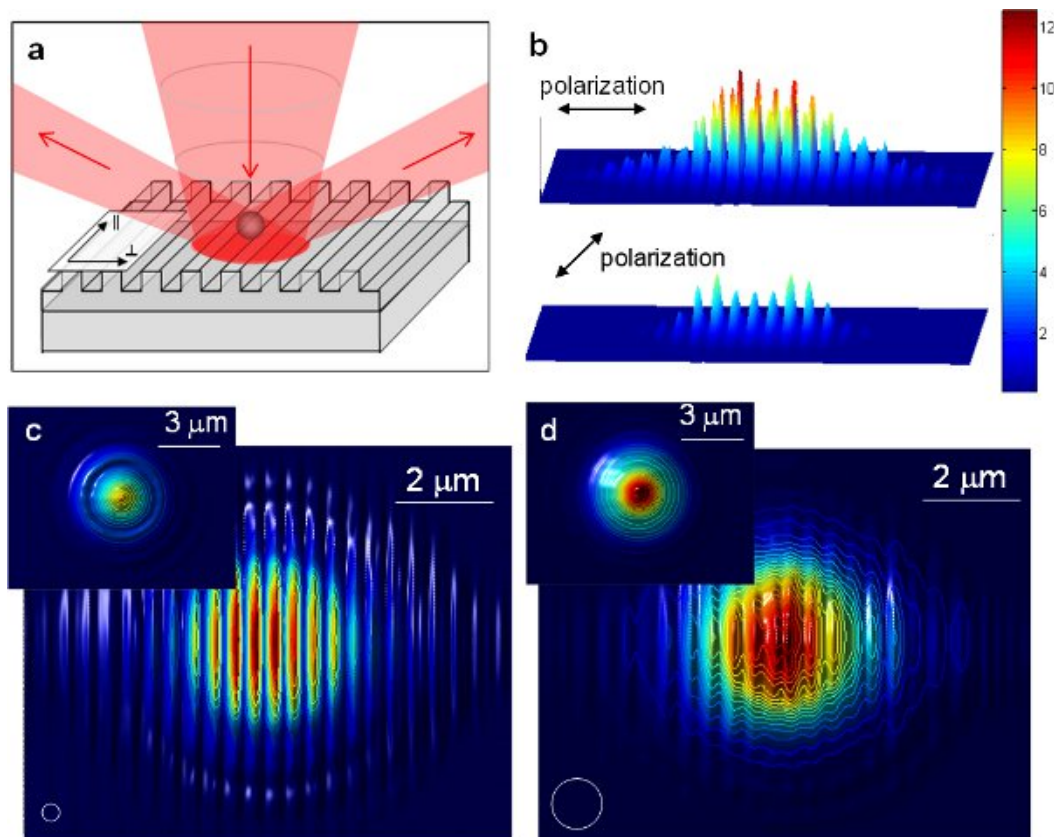 a
||
⊥
b
polarization
polarization
12
10
8
6
4
2
c
3 μm
2 μm
d
3 μm
2 μm